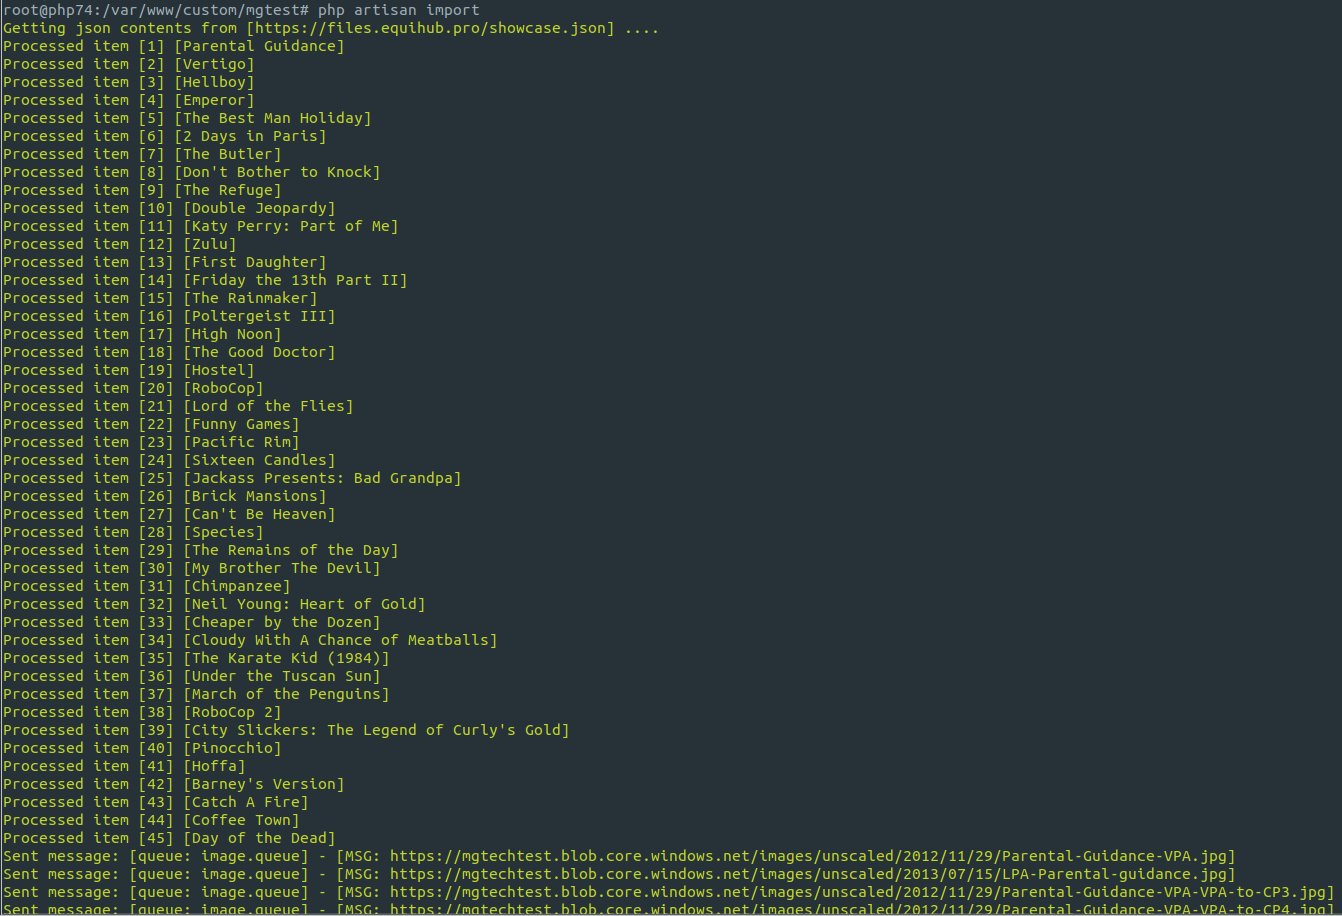 root@php74:/var/www/custom/mgtest# php artisan import
Getting json contents from [https://files.equihub.pro/showcase.json] ....
Processed item [1] [Parental Guidance]
Processed item [2] [Vertigo]
Processed item [3] [Hellboy]
Processed item [4] [Emperor]
Processed item [5] [The Best Man Holiday]
Processed item [6] [2 Days in Paris]
Processed item [7] [The Butler]
Processed item [8] [Don't Bother to Knock]
Processed item [9] [The Refuge]
Processed item [10] [Double Jeopardy]
Processed item [11] [Katy Perry: Part of Me]
Processed item [12] [Zulu]
Processed item [13] [First Daughter]
Processed item [14] [Friday the 13th Part II]
Processed item [15] [The Rainmaker]
Processed item [16] [Poltergeist III]
Processed item [17] [High Noon]
Processed item [18] [The Good Doctor]
Processed item [19] [Hostel]
Processed item [20] [RoboCop]
Processed item [21] [Lord of the Flies]
Processed item [22] [Funny Games]
Processed item [23] [Pacific Rim]
Processed item [24] [Sixteen Candles]
Processed item [25] [Jackass Presents: Bad Grandpa]
Processed item [26] [Brick Mansions]
Processed item [27] [Can't Be Heaven]
Processed item [28] [Species]
Processed item [29] [The Remains of the Day]
Processed item [30] [My Brother The Devil]
Processed item [31] [Chimpanzee]
Processed item [32] [Neil Young: Heart of Gold]
Processed item [33] [Cheaper by the Dozen]
Processed item [34] [Cloudy With A Chance of Meatballs]
Processed item [35] [The Karate Kid (1984)]
Processed item [36] [Under the Tuscan Sun]
Processed item [37] [March of the Penguins]
Processed item [38] [RoboCop 2]
Processed item [39] [City Slickers: The Legend of Curly's Gold]
Processed item [40] [Pinocchio]
Processed item [41] [Hoffa]
Processed item [42] [Barney's Version]
Processed item [43] [Catch A Fire]
Processed item [44] [Coffee Town]
Processed item [45] [Day of the Dead]
Sent message: [queue: image.queue] - [MSG: https://mgtechtest.blob.core.windows.net/images/unscaled/2012/11/29/Parental-Guidance-VPA.jpg]
Sent message: [queue: image.queue] - [MSG: https://mgtechtest.blob.core.windows.net/images/unscaled/2013/07/15/LPA-Parental-guidance.jpg]
Sent message: [queue: image.queue] - [MSG: https://mgtechtest.blob.core.windows.net/images/unscaled/2012/11/29/Parental-Guidance-VPA-VPA-to-CP3.jpg]
Sent message: [queue: image.queue] - [MSG: https://mgtechtest.blob.core.windows.net/images/unscaled/2012/11/29/Parental-Guidance-VPA-VPA-to-CP4.jpg]